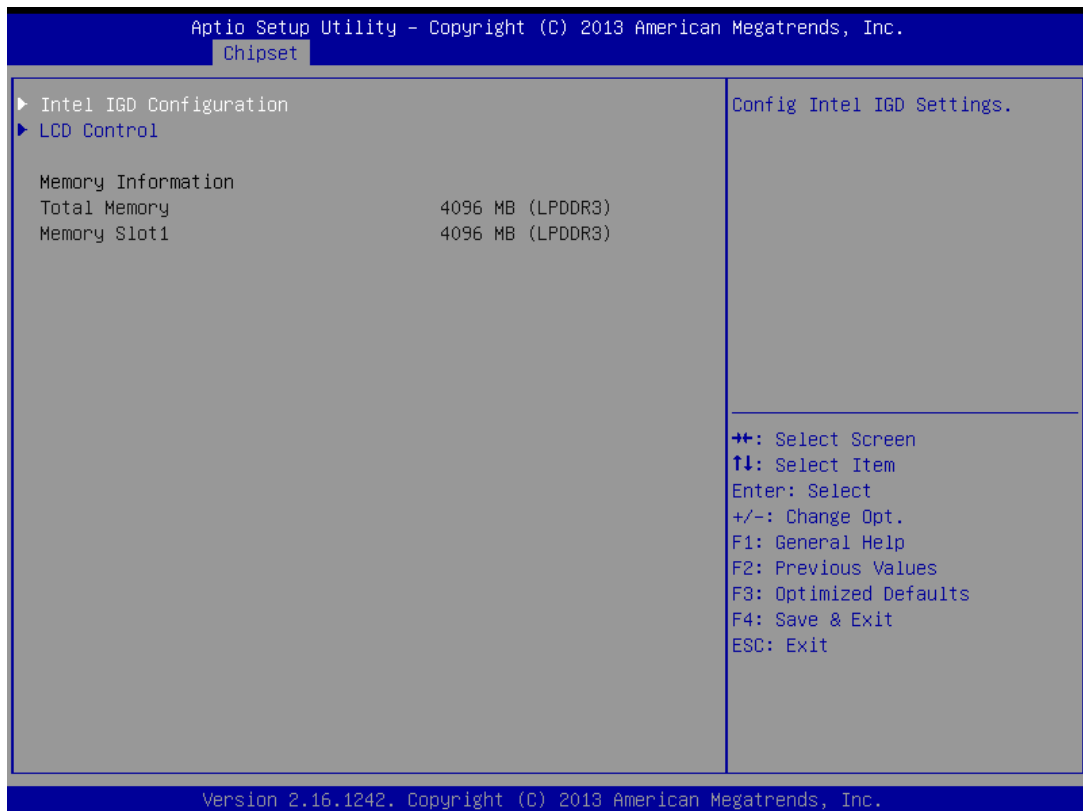 Aptio Setup Utility – Copyright (C) 2013 American Megatrends, Inc.
Chipset
▶ Intel IGD Configuration
▶ LCD Control
Memory Information
Total Memory 4096 MB (LPDDR3)
Memory Slot1 4096 MB (LPDDR3)
Config Intel IGD Settings.
→←: Select Screen
↑↓: Select Item
Enter: Select
+/-: Change Opt.
F1: General Help
F2: Previous Values
F3: Optimized Defaults
F4: Save & Exit
ESC: Exit
Version 2.16.1242. Copyright (C) 2013 American Megatrends, Inc.